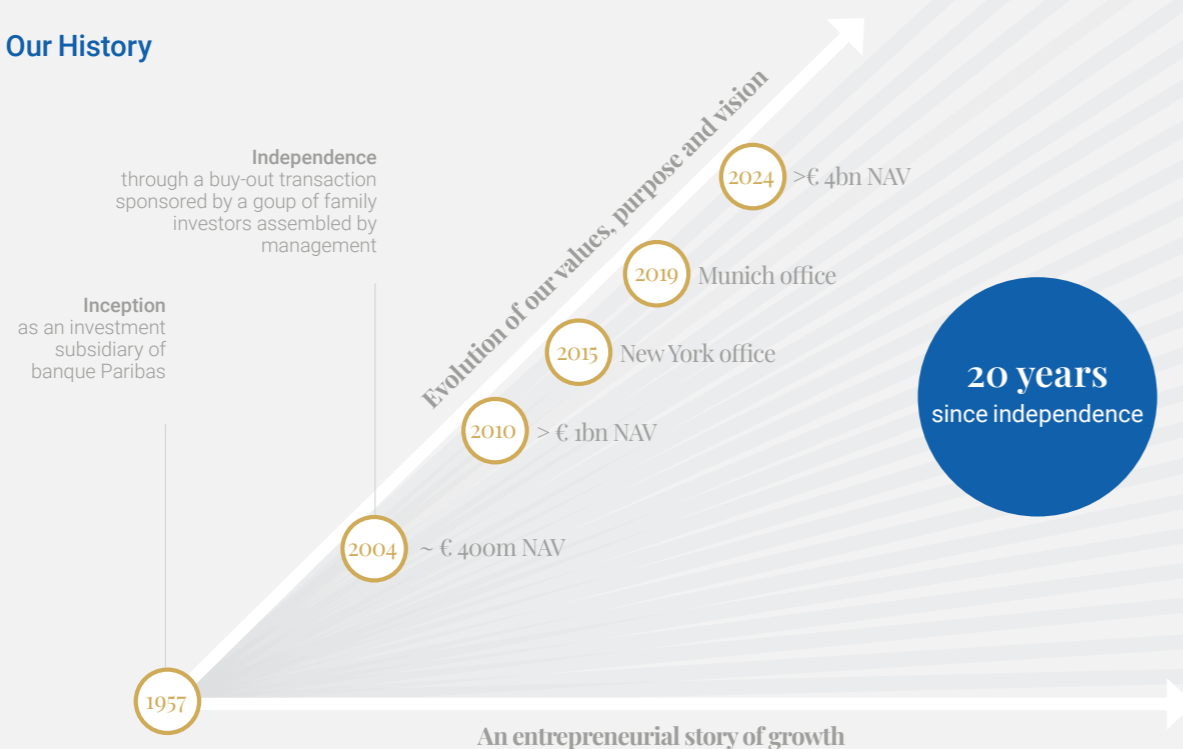 Our History
Independence
through a buy-out transaction
sponsored by a goup of family
investors assembled by
management
Inception
as an investment
subsidiary of
banque Paribas
Evolution of our values, purpose and vision
2024 >€ 4bn NAV
2019 Munich office
2015 New York office
2010 > € 1bn NAV
2004 ~ € 400m NAV
1957
20 years
since independence
An entrepreneurial story of growth